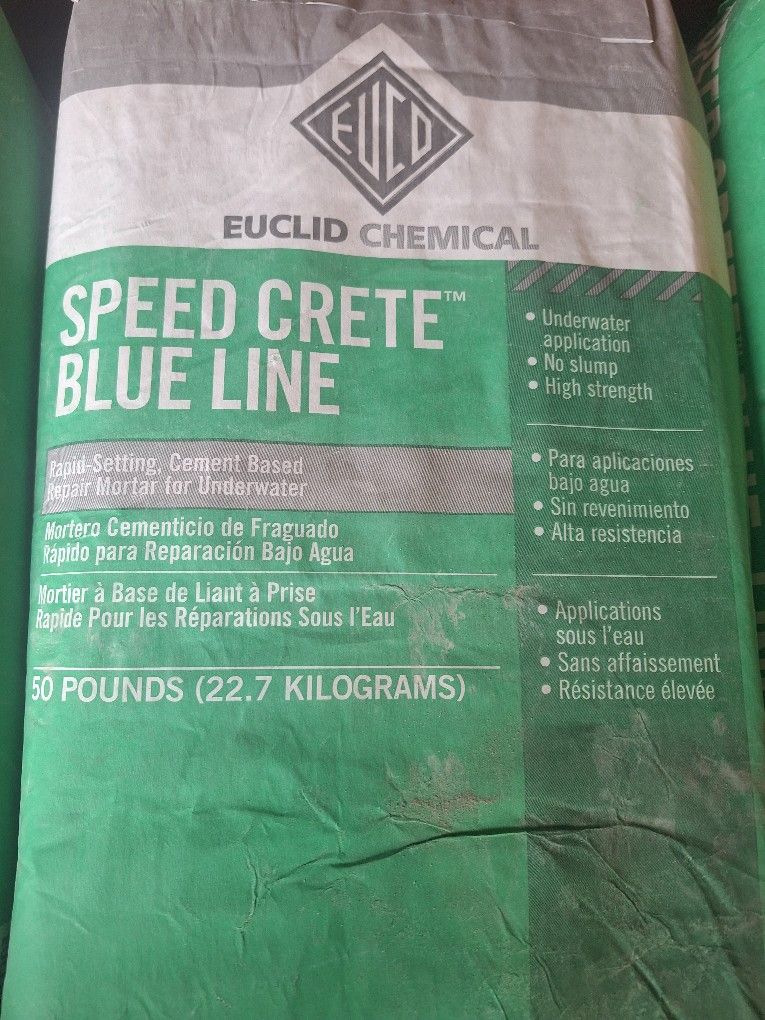 EUCO
EUCLID CHEMICAL
SPEED CRETE™
BLUE LINE
Rapid-Setting, Cement Based
Repair Mortar for Underwater
Mortero Cementicio de Fraguado
Rápido para Reparación Bajo Agua
Mortier à Base de Liant à Prise
Rapide Pour les Réparations Sous l'Eau
50 POUNDS (22.7 KILOGRAMS)
• Underwater
application
• No slump
• High strength
• Para aplicaciones
bajo agua
• Sin revenimiento
• Alta resistencia
• Applications
sous l'eau
• Sans affaissement
• Résistance élevée